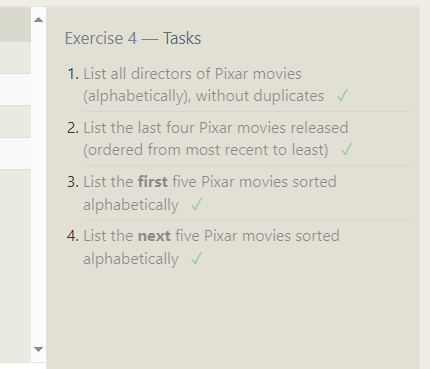 Exercise 4 — Tasks
1. List all directors of Pixar movies
(alphabetically), without duplicates ✓
2. List the last four Pixar movies released
(ordered from most recent to least) ✓
3. List the first five Pixar movies sorted
alphabetically ✓
4. List the next five Pixar movies sorted
alphabetically ✓